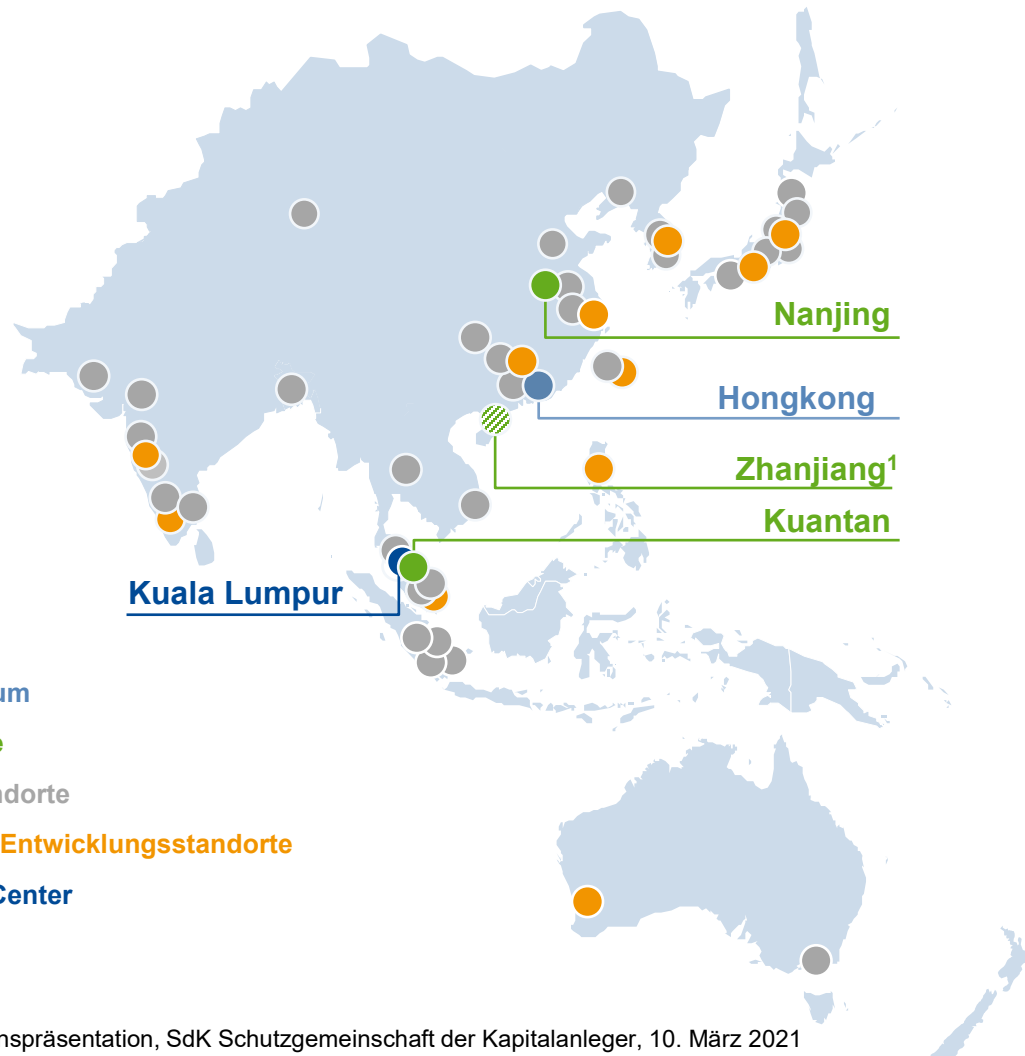 Nanjing
Hongkong
Zhanjiang¹
Kuantan
Kuala Lumpur
um
e
ndorte
Entwicklungsstandorte
Center
nspräsentation, SdK Schutzgemeinschaft der Kapitalanleger, 10. März 2021